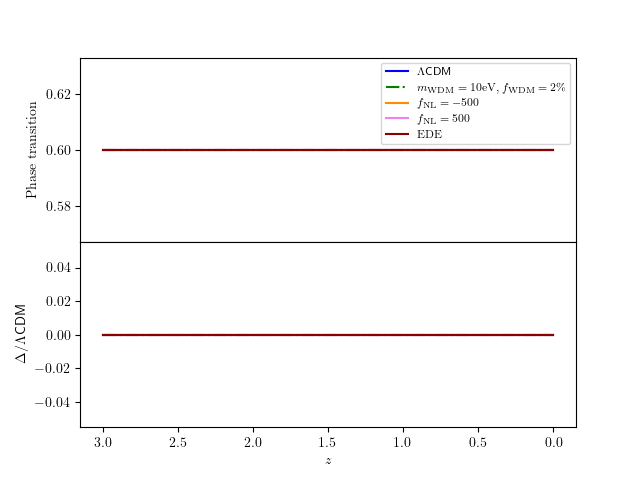 ΛCDM
m_WDM = 10eV, f_WDM = 2%
f_NL = −500
f_NL = 500
EDE
Phase transition
0.62
0.60
0.58
Δ/ΛCDM
0.04
0.02
0.00
−0.02
−0.04
3.0 2.5 2.0 1.5 1.0 0.5 0.0
z